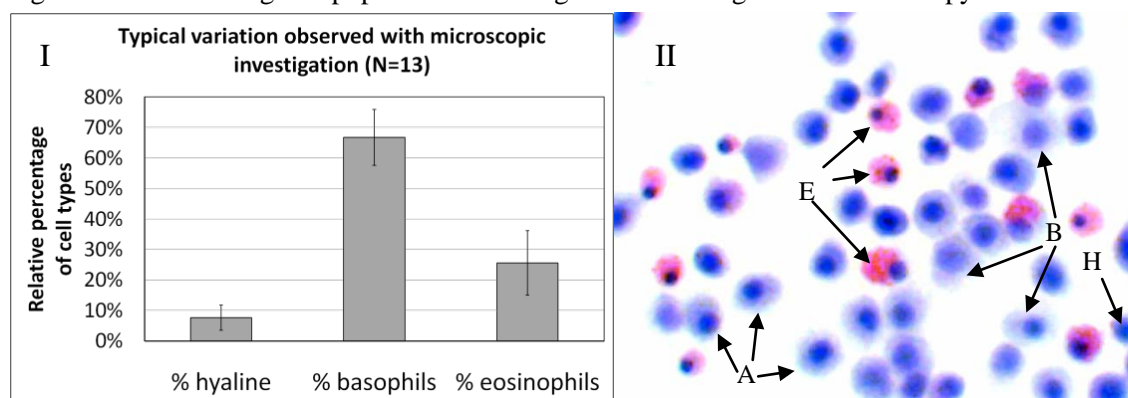 I
Typical variation observed with microscopic
investigation (N=13)
Relative percentage
of cell types
80%
70%
60%
50%
40%
30%
20%
10%
0%
% hyaline % basophils % eosinophils
II
E
B
H
A